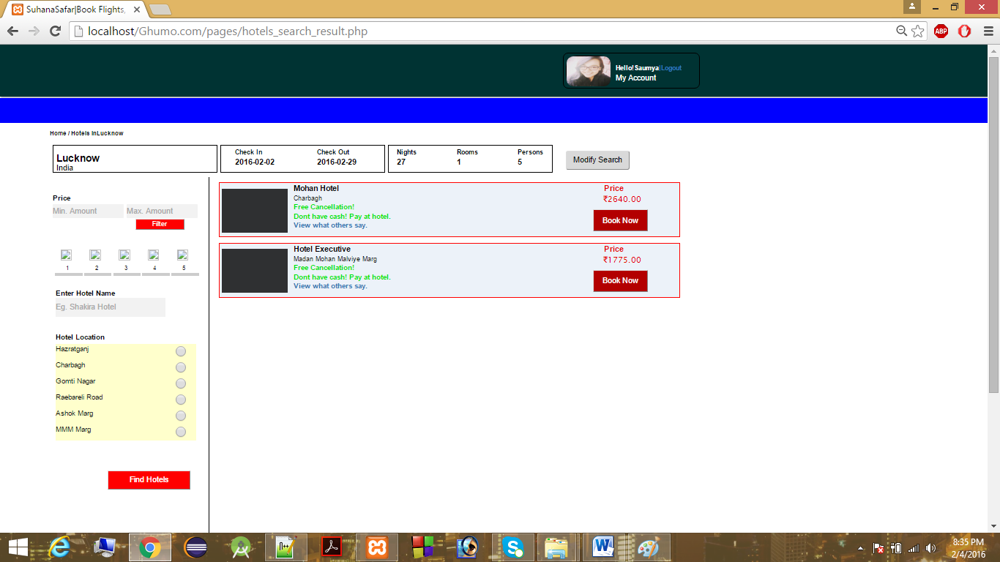 SuhanaSafar|Book Flights,
localhost/Ghumo.com/pages/hotels_search_result.php
ABP
Hello!Saumya|Logout
My Account
Home / Hotels InLucknow
Lucknow
India
Check In
2016-02-02
Check Out
2016-02-29
Nights
27
Rooms
1
Persons
5
Modify Search
Price
Min. Amount
Max. Amount
Filter
1
2
3
4
5
Enter Hotel Name
Eg. Shakira Hotel
Hotel Location
Hazratganj
Charbagh
Gomti Nagar
Raebareli Road
Ashok Marg
MMM Marg
Find Hotels
Mohan Hotel
Charbagh
Free Cancellation!
Dont have cash! Pay at hotel.
View what others say.
Price
₹2640.00
Book Now
Hotel Executive
Madan Mohan Malviye Marg
Free Cancellation!
Dont have cash! Pay at hotel.
View what others say.
Price
₹1775.00
Book Now
8:35 PM
2/4/2016